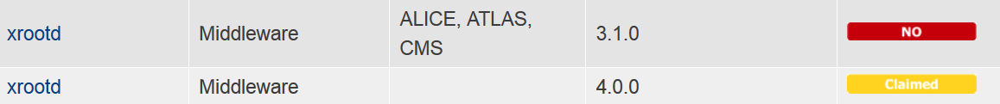 xrootd Middleware ALICE, ATLAS, CMS 3.1.0 NO
xrootd Middleware 4.0.0 Claimed